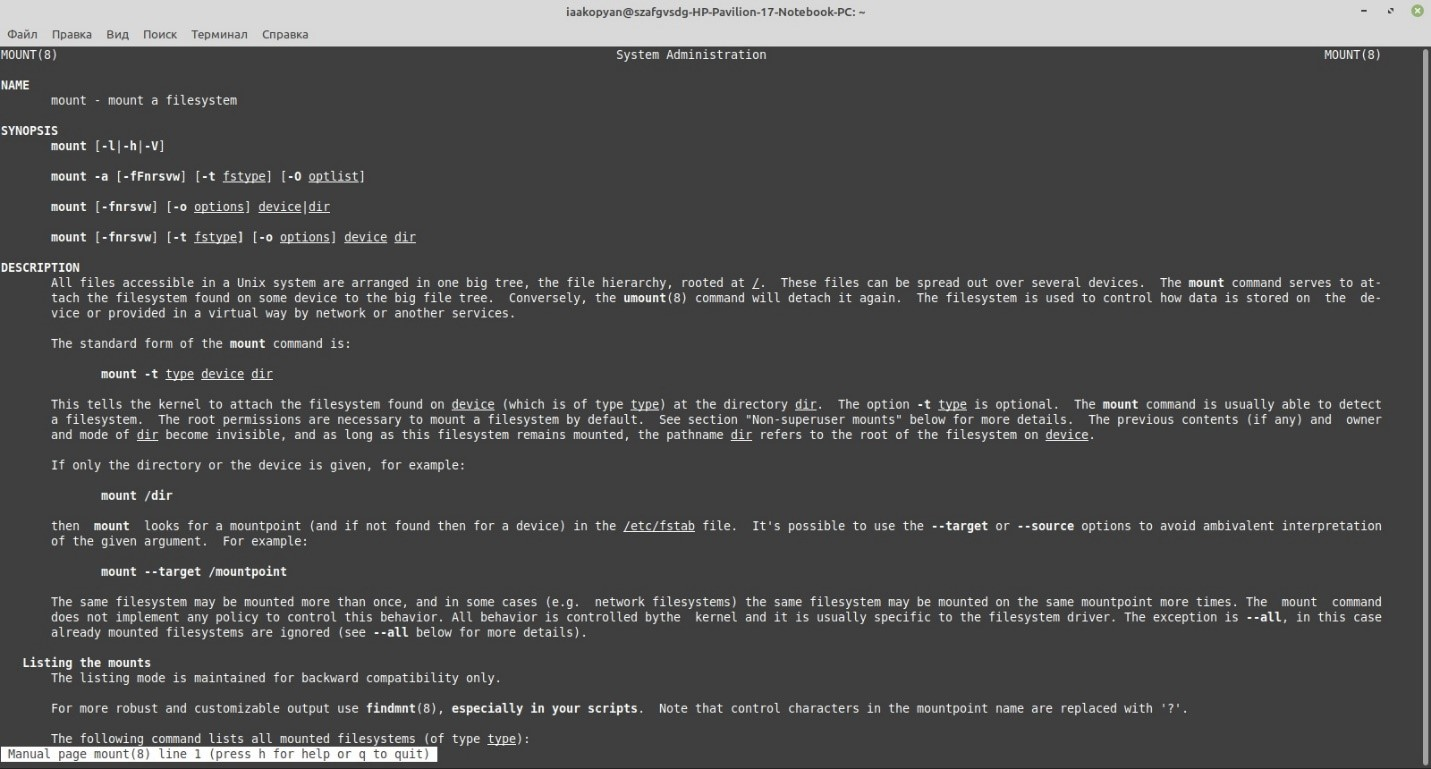 iaakopyan@szafgvsdg-HP-Pavilion-17-Notebook-PC: ~
Файл Правка Вид Поиск Терминал Справка
MOUNT(8) System Administration MOUNT(8)
NAME
mount - mount a filesystem
SYNOPSIS
mount [-l|-h|-V]
mount -a [-fFnrsvw] [-t fstype] [-O optlist]
mount [-fnrsvw] [-o options] device|dir
mount [-fnrsvw] [-t fstype] [-o options] device dir
DESCRIPTION
All files accessible in a Unix system are arranged in one big tree, the file hierarchy, rooted at /. These files can be spread out over several devices. The mount command serves to at-
tach the filesystem found on some device to the big file tree. Conversely, the umount(8) command will detach it again. The filesystem is used to control how data is stored on the de-
vice or provided in a virtual way by network or another services.
The standard form of the mount command is:
mount -t type device dir
This tells the kernel to attach the filesystem found on device (which is of type type) at the directory dir. The option -t type is optional. The mount command is usually able to detect
a filesystem. The root permissions are necessary to mount a filesystem by default. See section "Non-superuser mounts" below for more details. The previous contents (if any) and owner
and mode of dir become invisible, and as long as this filesystem remains mounted, the pathname dir refers to the root of the filesystem on device.
If only the directory or the device is given, for example:
mount /dir
then mount looks for a mountpoint (and if not found then for a device) in the /etc/fstab file. It's possible to use the --target or --source options to avoid ambivalent interpretation
of the given argument. For example:
mount --target /mountpoint
The same filesystem may be mounted more than once, and in some cases (e.g. network filesystems) the same filesystem may be mounted on the same mountpoint more times. The mount command
does not implement any policy to control this behavior. All behavior is controlled bythe kernel and it is usually specific to the filesystem driver. The exception is --all, in this case
already mounted filesystems are ignored (see --all below for more details).
Listing the mounts
The listing mode is maintained for backward compatibility only.
For more robust and customizable output use findmnt(8), especially in your scripts. Note that control characters in the mountpoint name are replaced with '?'.
The following command lists all mounted filesystems (of type type):
Manual page mount(8) line 1 (press h for help or q to quit)